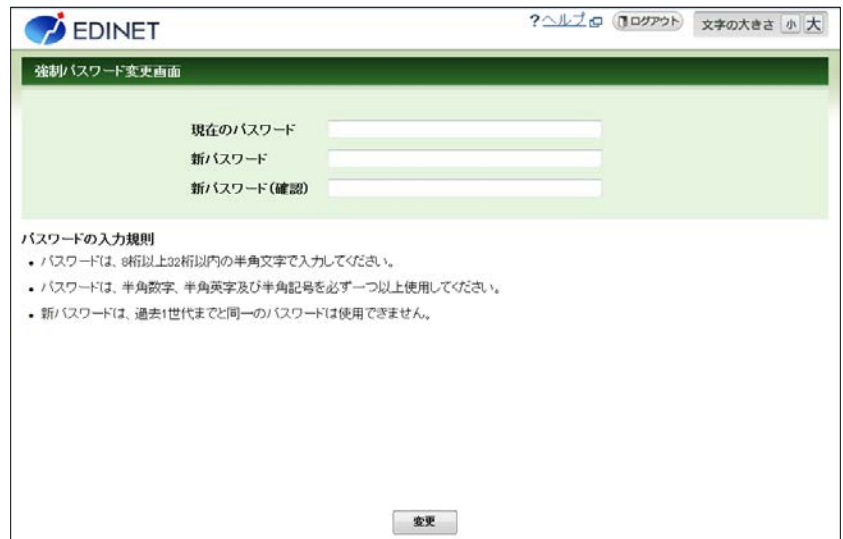 EDINET
?ヘルプ
ログアウト
文字の大きさ 小 大
強制パスワード変更画面
現在のパスワード
新パスワード
新パスワード(確認)
パスワードの入力規則
• パスワードは、8桁以上32桁以内の半角文字で入力してください。
• パスワードは、半角数字、半角英字及び半角記号を必ず一つ以上使用してください。
• 新パスワードは、過去1世代までと同一のパスワードは使用できません。
変更